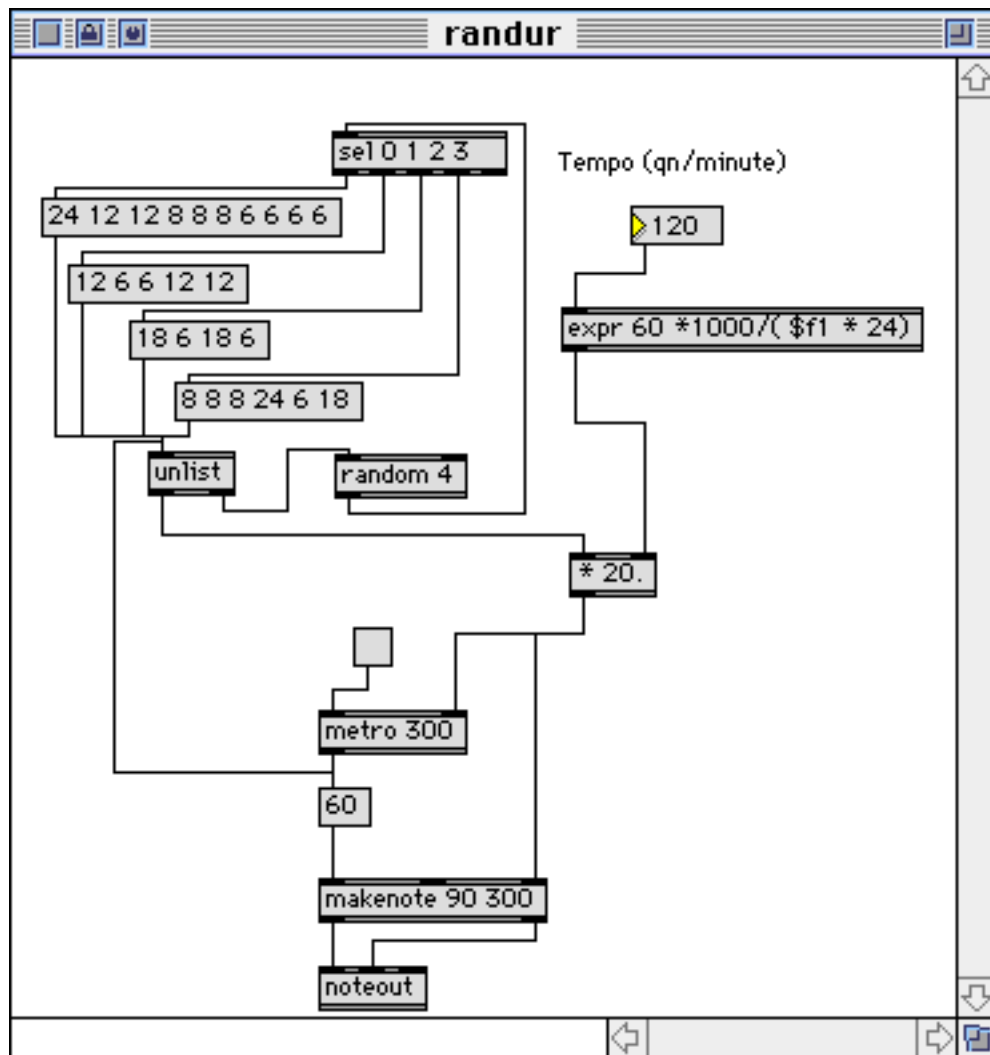 randur
sel 0 1 2 3
Tempo (qn/minute)
24 12 12 8 8 8 6 6 6 6
120
12 6 6 12 12
18 6 18 6
expr 60 *1000/( $f1 * 24)
8 8 8 24 6 18
unlist
random 4
* 20.
metro 300
60
makenote 90 300
noteout